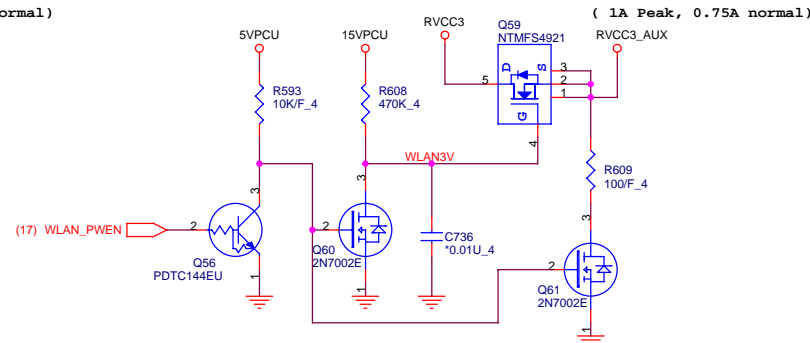 ormal)
( 1A Peak, 0.75A normal)
5VPCU
15VPCU
RVCC3
Q59
NTMFS4921
RVCC3_AUX
D
S
G
5
3
2
1
4
R593
10K/F_4
R608
470K_4
WLAN3V
R609
100/F_4
(17) WLAN_PWEN
2
3
1
Q56
PDTC144EU
2
3
1
Q60
2N7002E
C736
*0.01U_4
2
3
1
Q61
2N7002E